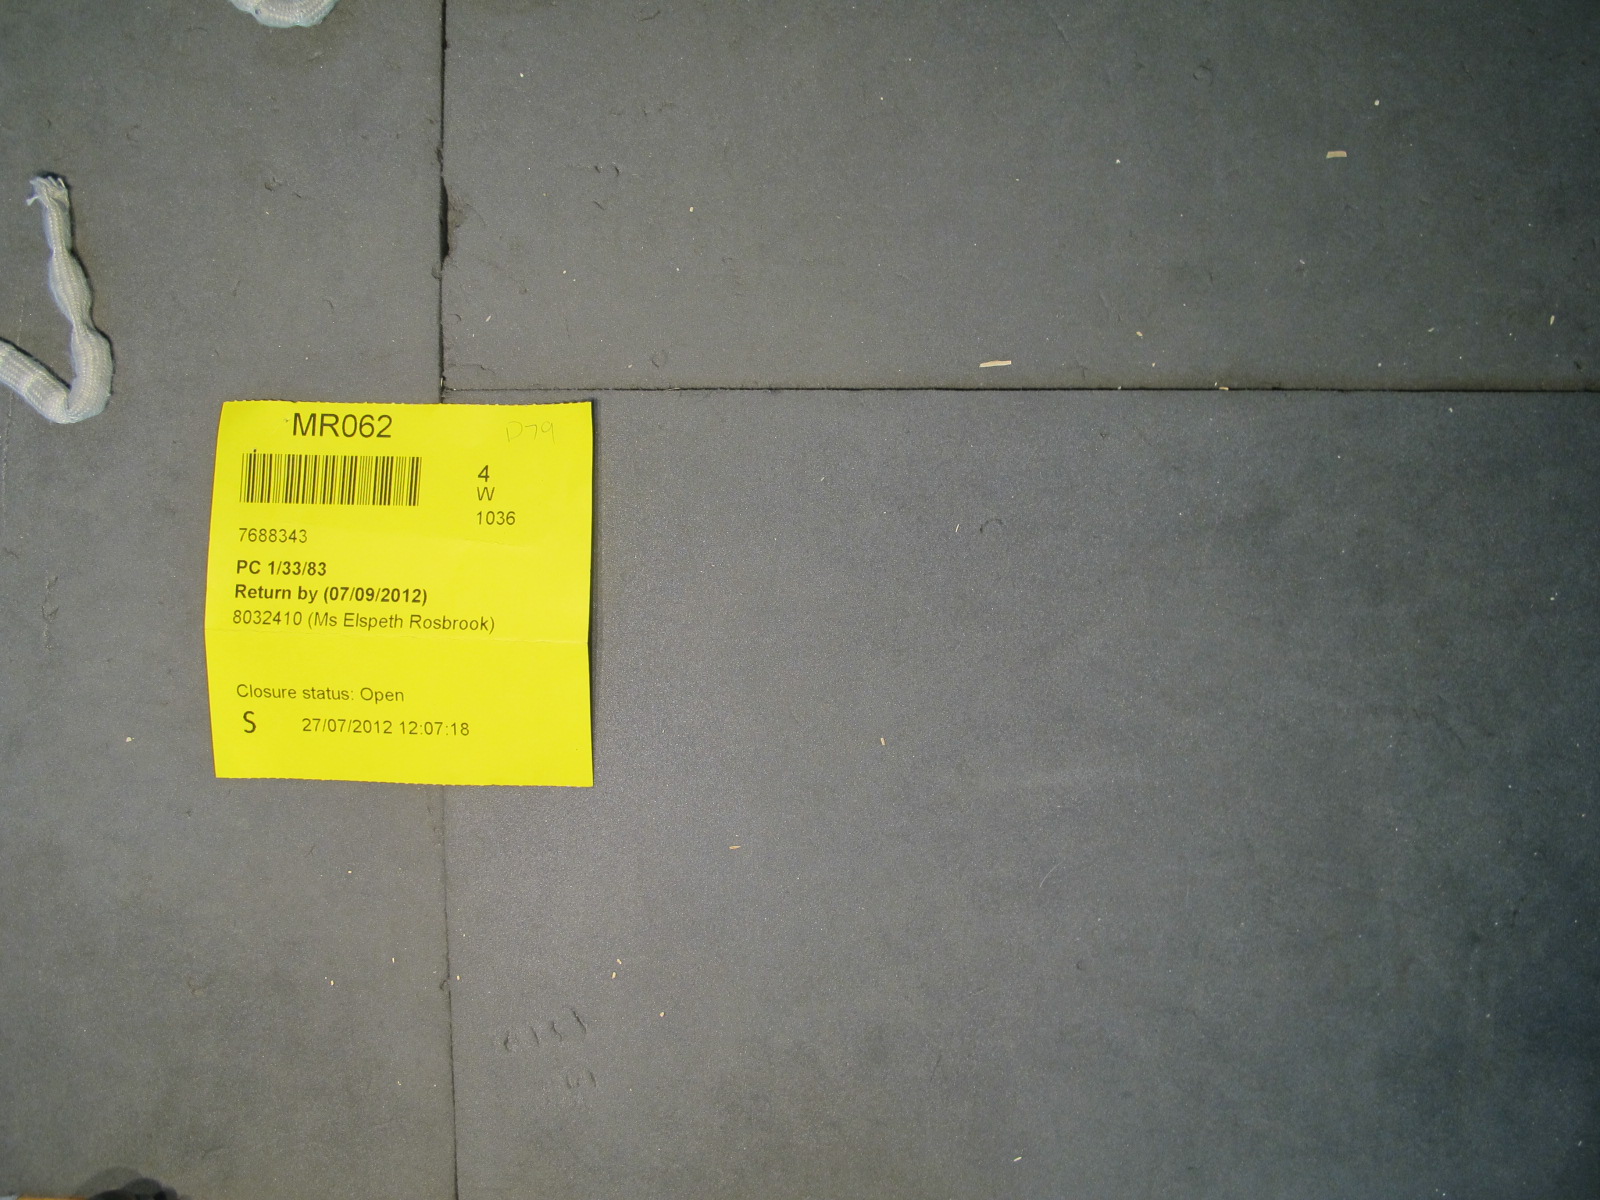 MR062
D79
4
W
1036
7688343
PC 1/33/83
Return by (07/09/2012)
8032410 (Ms Elspeth Rosbrook)
Closure status: Open
S 27/07/2012 12:07:18